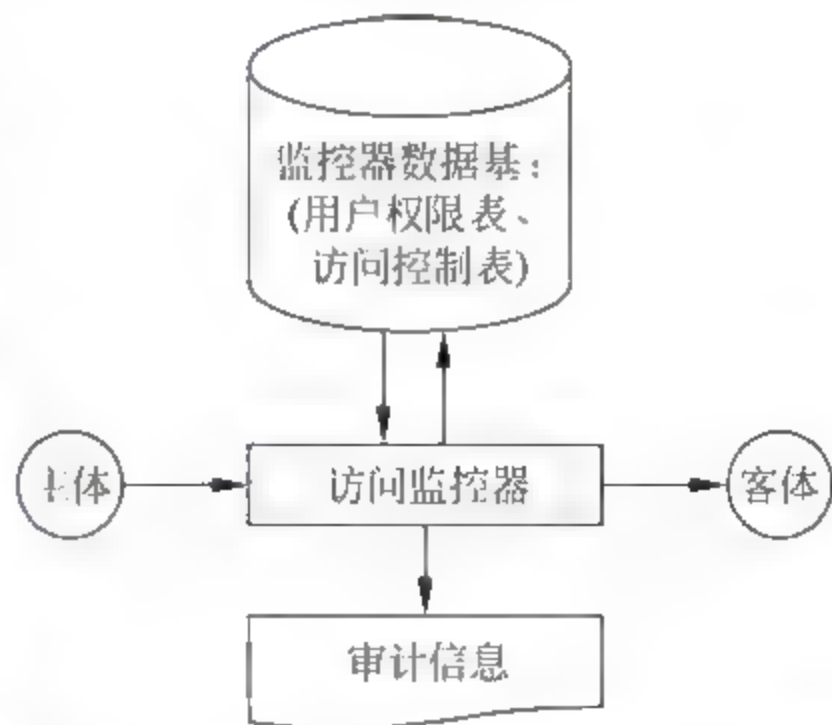 监控器数据基：
(用户权限表、
访问控制表)
主体
访问监控器
客体
审计信息